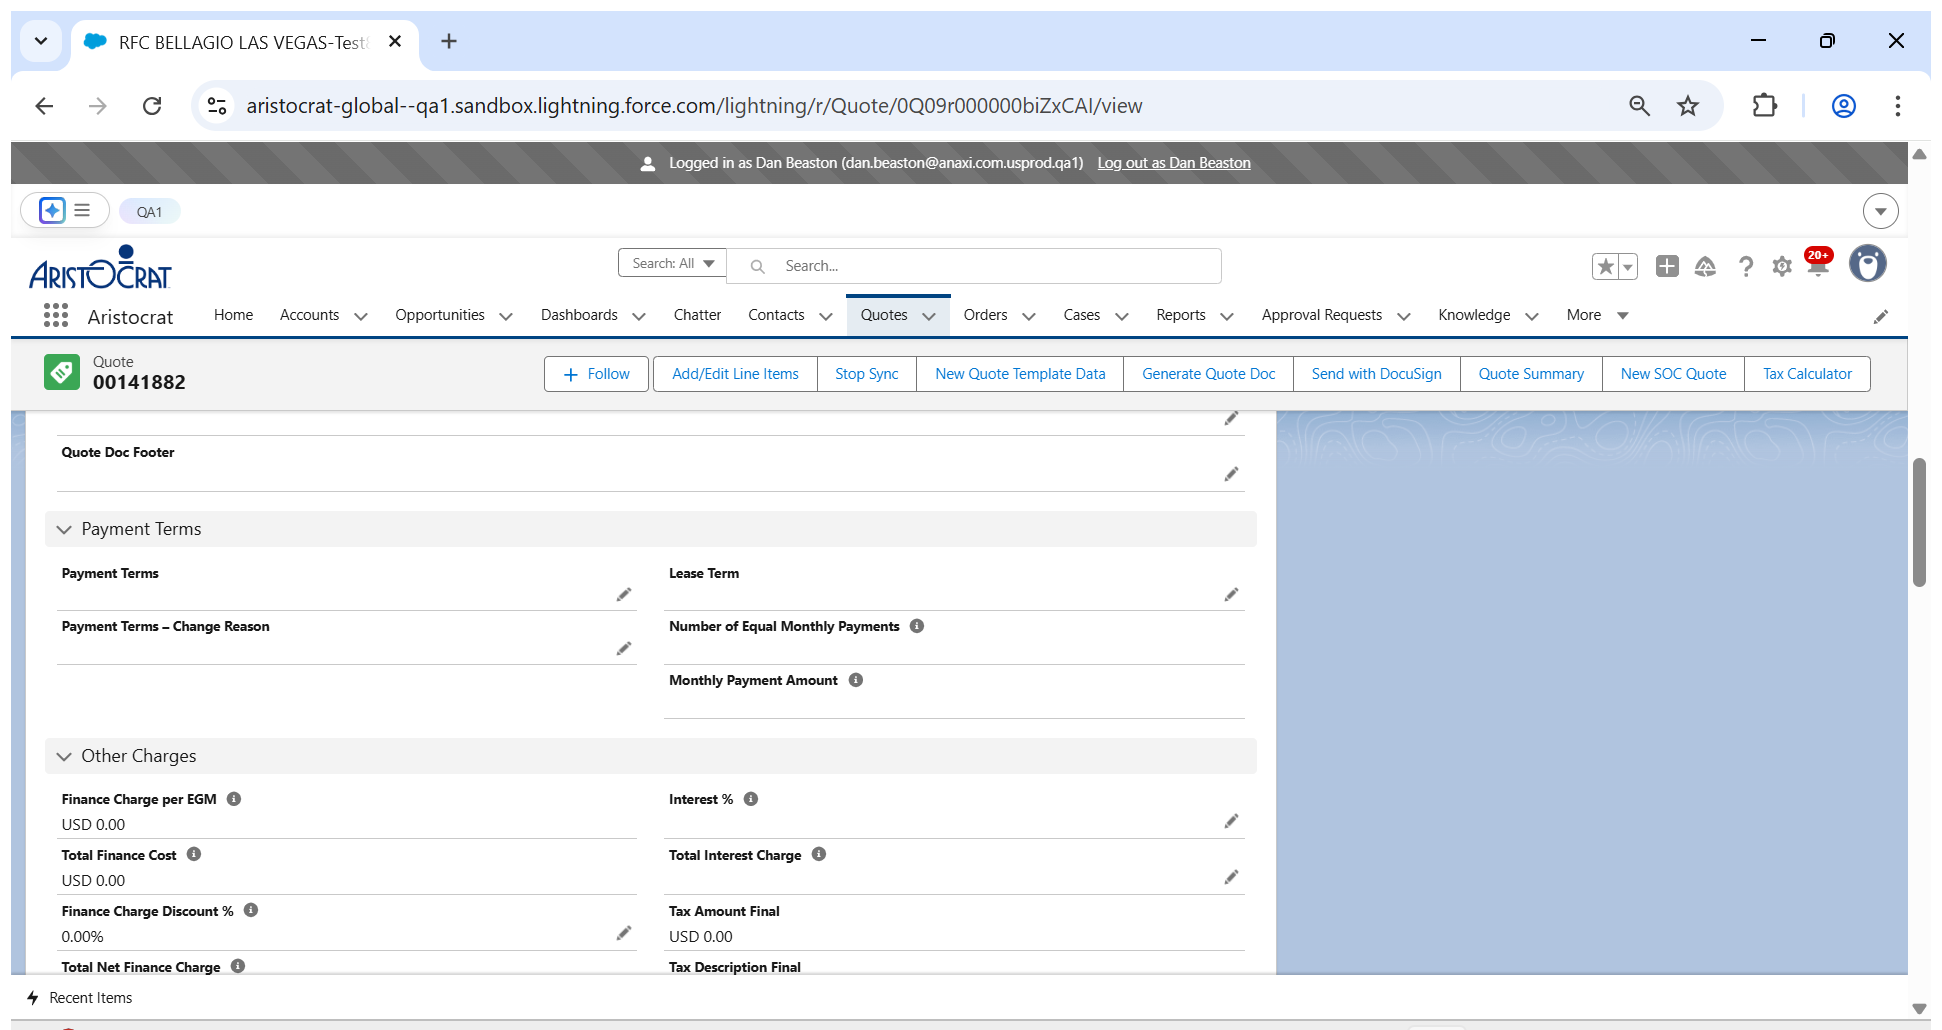 RFC BELLAGIO LAS VEGAS-Test
aristocrat-global--qa1.sandbox.lightning.force.com/lightning/r/Quote/0Q09r000000biZxCAI/view
Logged in as Dan Beaston (dan.beaston@anaxi.com.usprod.qa1) Log out as Dan Beaston
QA1
ARISTOCRAT
Search: All
Search...
20+
Aristocrat
Home Accounts Opportunities Dashboards Chatter Contacts Quotes Orders Cases Reports Approval Requests Knowledge More
Quote
00141882
Follow Add/Edit Line Items Stop Sync New Quote Template Data Generate Quote Doc Send with DocuSign Quote Summary New SOC Quote Tax Calculator
Quote Doc Footer
Payment Terms
Payment Terms Lease Term
Payment Terms – Change Reason Number of Equal Monthly Payments
Monthly Payment Amount
Other Charges
Finance Charge per EGM Interest %
USD 0.00
Total Finance Cost Total Interest Charge
USD 0.00
Finance Charge Discount % Tax Amount Final
0.00% USD 0.00
Total Net Finance Charge Tax Description Final
Recent Items